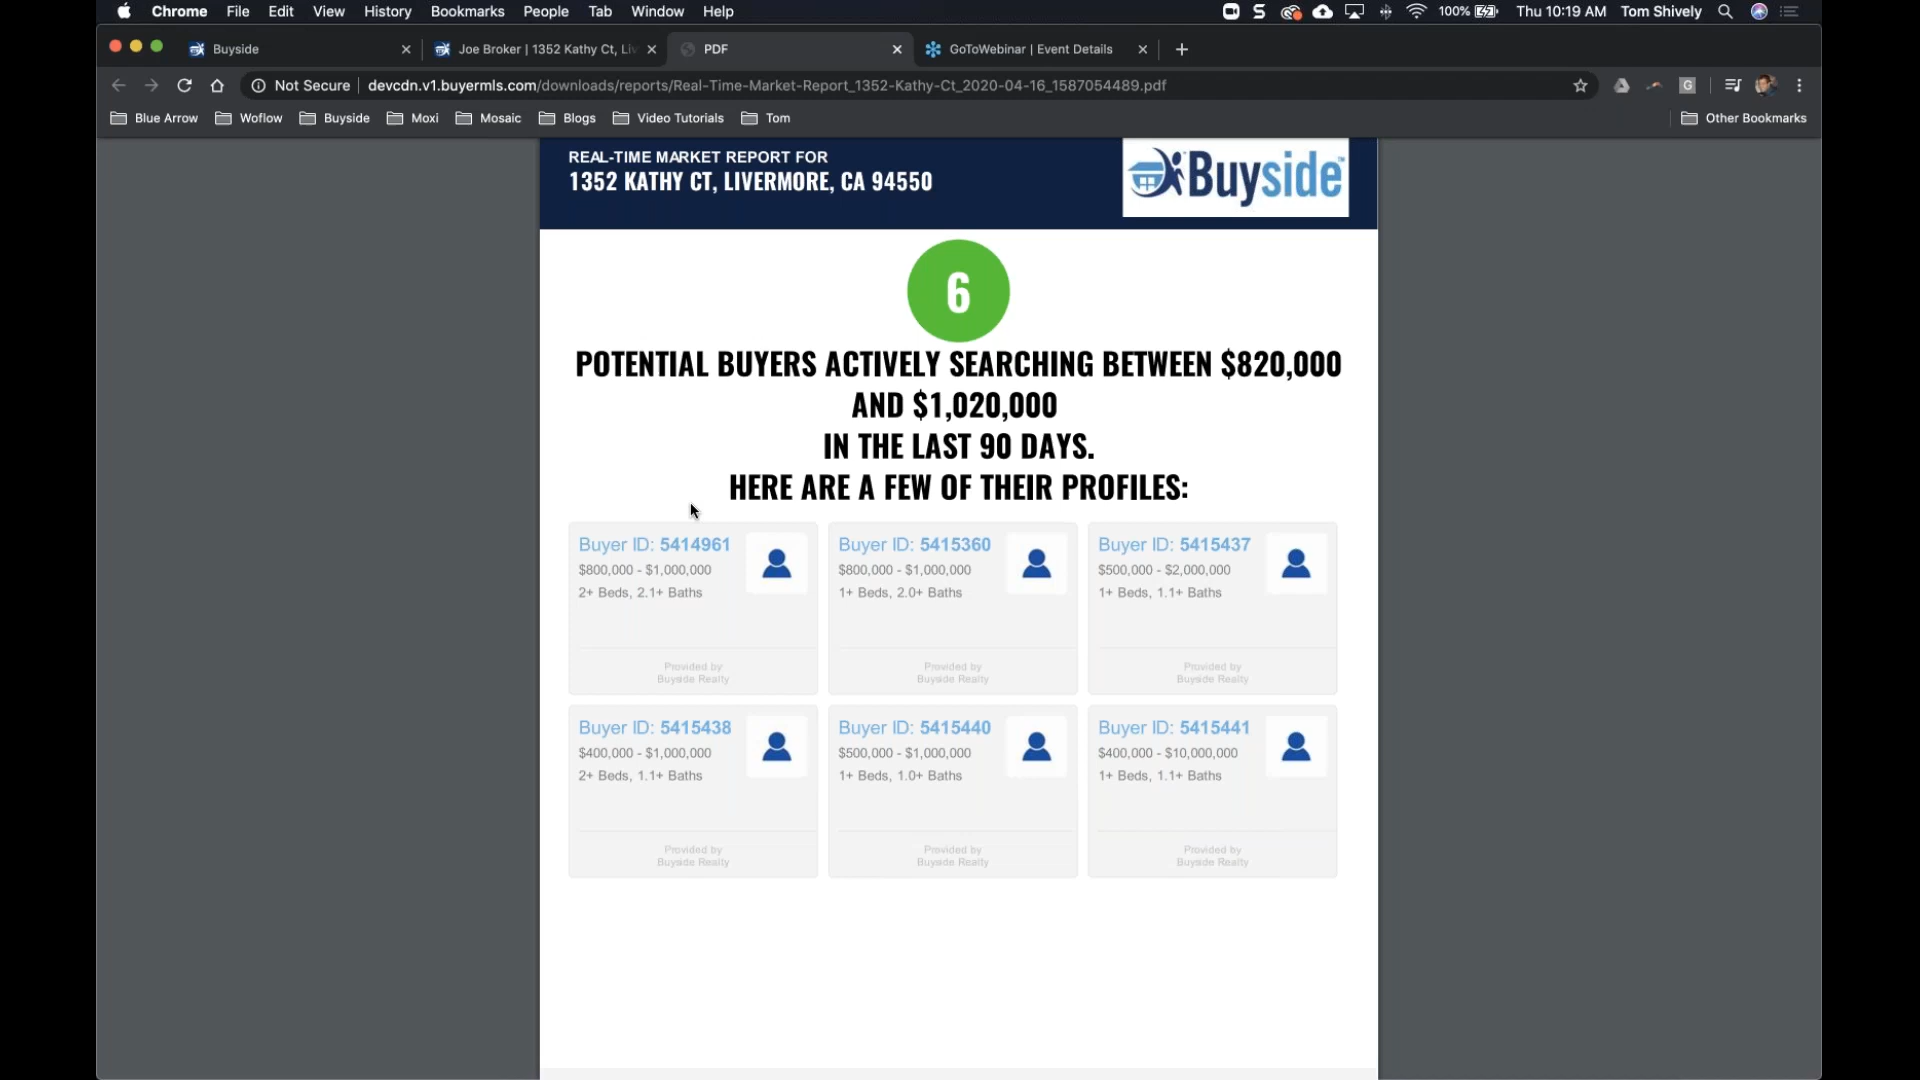 Chrome File Edit View History Bookmarks People Tab Window Help 100% Thu 10:19 AM Tom Shively
Buyside Joe Broker | 1352 Kathy Ct, Liv PDF GoToWebinar | Event Details
Not Secure devcdn.v1.buyermls.com/downloads/reports/Real-Time-Market-Report_1352-Kathy-Ct_2020-04-16_1587054489.pdf
Blue Arrow Woflow Buyside Moxi Mosaic Blogs Video Tutorials Tom Other Bookmarks
REAL-TIME MARKET REPORT FOR
1352 KATHY CT, LIVERMORE, CA 94550
Buyside™
6
POTENTIAL BUYERS ACTIVELY SEARCHING BETWEEN $820,000
AND $1,020,000
IN THE LAST 90 DAYS.
HERE ARE A FEW OF THEIR PROFILES:
Buyer ID: 5414961
$800,000 - $1,000,000
2+ Beds, 2.1+ Baths
Provided by
Buyside Realty
Buyer ID: 5415360
$800,000 - $1,000,000
1+ Beds, 2.0+ Baths
Provided by
Buyside Realty
Buyer ID: 5415437
$500,000 - $2,000,000
1+ Beds, 1.1+ Baths
Provided by
Buyside Realty
Buyer ID: 5415438
$400,000 - $1,000,000
2+ Beds, 1.1+ Baths
Provided by
Buyside Realty
Buyer ID: 5415440
$500,000 - $1,000,000
1+ Beds, 1.0+ Baths
Provided by
Buyside Realty
Buyer ID: 5415441
$400,000 - $10,000,000
1+ Beds, 1.1+ Baths
Provided by
Buyside Realty